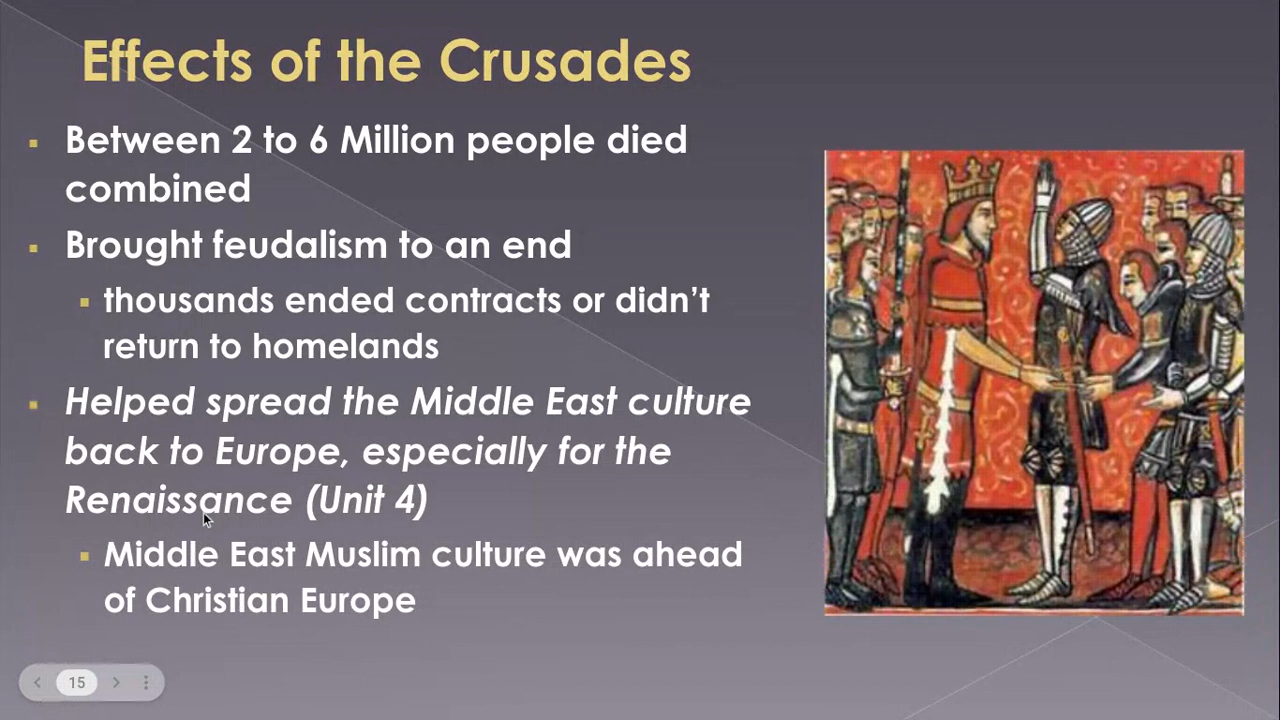 Effects of the Crusades
Between 2 to 6 Million people died
combined
Brought feudalism to an end
thousands ended contracts or didn’t
return to homelands
Helped spread the Middle East culture
back to Europe, especially for the
Renaissance (Unit 4)
Middle East Muslim culture was ahead
of Christian Europe
15